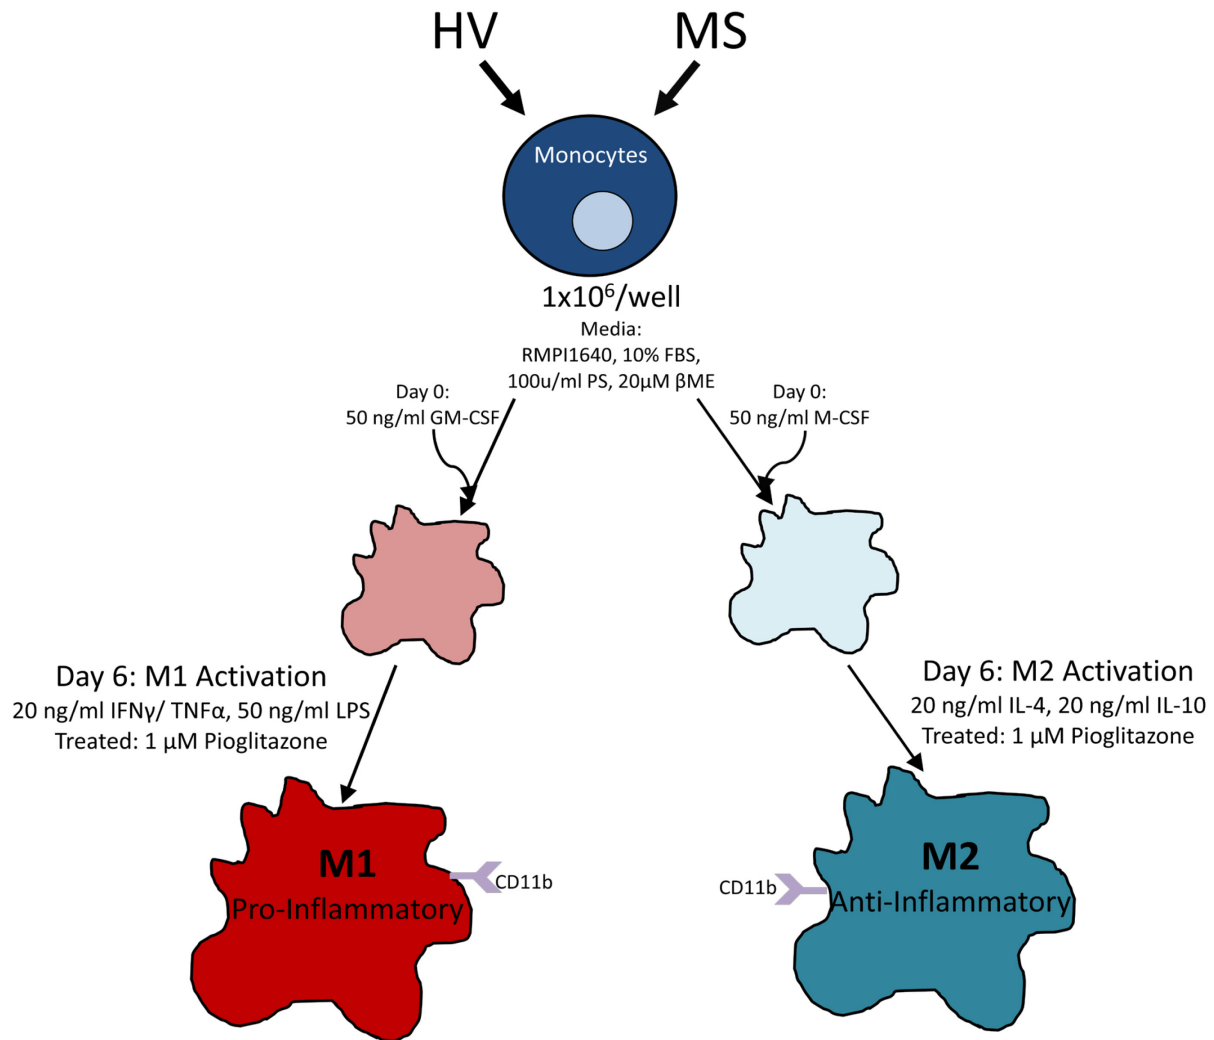 HV
MS
Monocytes
1x10⁶/well
Media:
RMPI1640, 10% FBS,
100u/ml PS, 20µM βME
Day 0:
50 ng/ml GM-CSF
Day 0:
50 ng/ml M-CSF
Day 6: M1 Activation
20 ng/ml IFNγ/ TNFα, 50 ng/ml LPS
Treated: 1 µM Pioglitazone
Day 6: M2 Activation
20 ng/ml IL-4, 20 ng/ml IL-10
Treated: 1 µM Pioglitazone
M1
Pro-Inflammatory
CD11b
CD11b
M2
Anti-Inflammatory